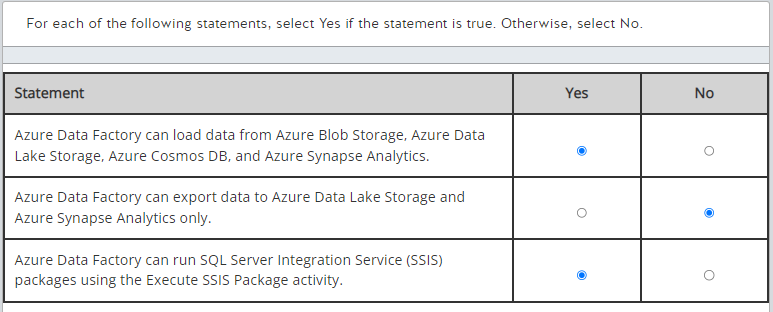 For each of the following statements, select Yes if the statement is true. Otherwise, select No.
Statement Yes No
Azure Data Factory can load data from Azure Blob Storage, Azure Data
Lake Storage, Azure Cosmos DB, and Azure Synapse Analytics.
Azure Data Factory can export data to Azure Data Lake Storage and
Azure Synapse Analytics only.
Azure Data Factory can run SQL Server Integration Service (SSIS)
packages using the Execute SSIS Package activity.